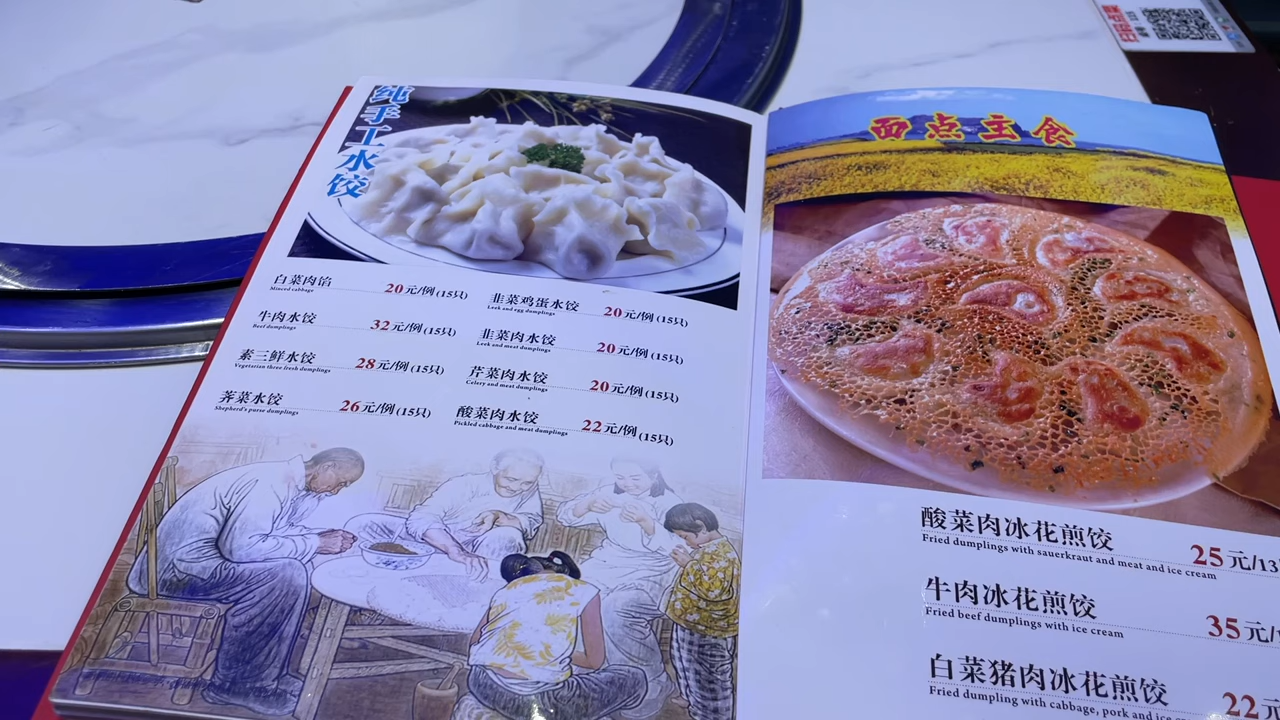 纯手工水饺
白菜肉馅 20元/例(15只)
Minced cabbage
牛肉水饺 32元/例(15只)
Beef dumplings
素三鲜水饺 28元/例(15只)
Vegetarian three fresh dumplings
荠菜水饺 26元/例(15只)
Shepherd's purse dumplings
韭菜鸡蛋水饺 20元/例(15只)
Leek and egg dumplings
韭菜肉水饺 20元/例(15只)
Leek and meat dumplings
芹菜肉水饺 20元/例(15只)
Celery and meat dumplings
酸菜肉水饺 22元/例(15只)
Pickled cabbage and meat dumplings
面点主食
酸菜肉冰花煎饺 25元/13
Fried dumplings with sauerkraut and meat and ice cream
牛肉冰花煎饺 35元/
Fried beef dumplings with ice cream
白菜猪肉冰花煎饺 22元
Fried dumpling with cabbage, pork and ice